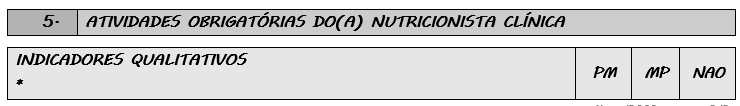 5- ATIVIDADES OBRIGATÓRIAS DO(A) NUTRICIONISTA CLÍNICA
INDICADORES QUALITATIVOS PM MP NAO
*